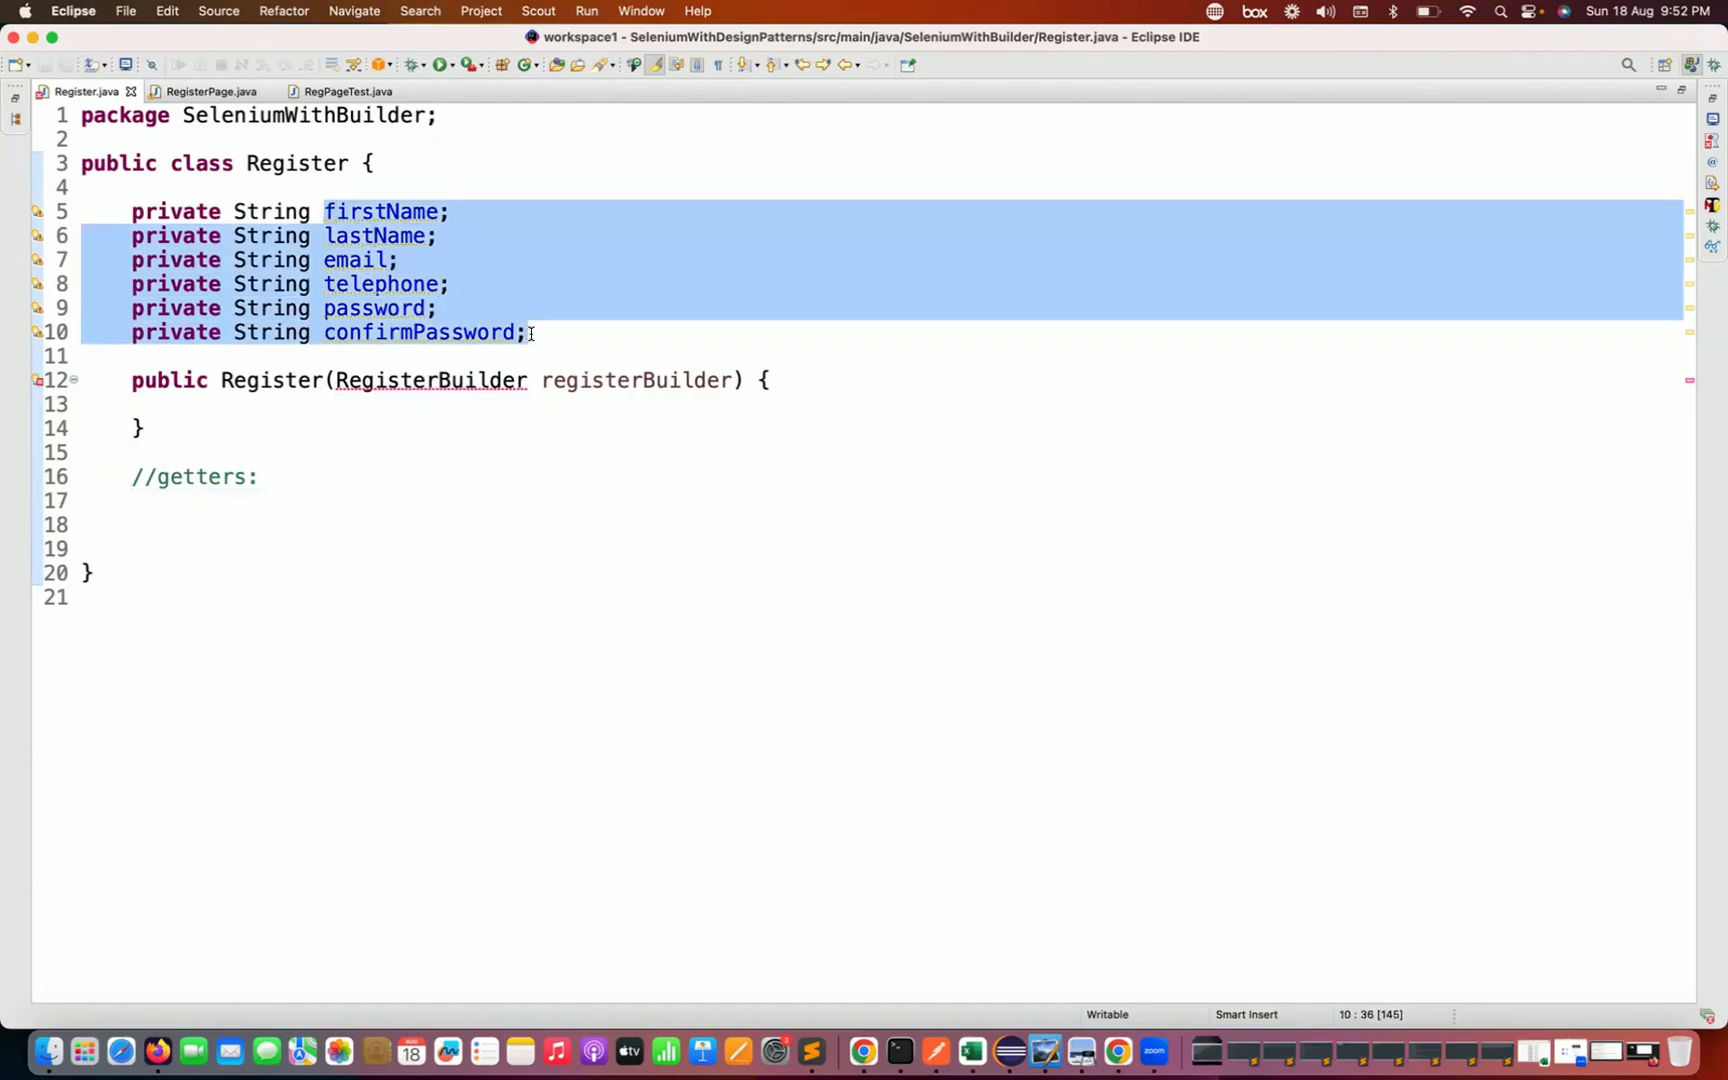 Eclipse File Edit Source Refactor Navigate Search Project Scout Run Window Help box Sun 18 Aug 9:52 PM
workspace1 - SeleniumWithDesignPatterns/src/main/java/SeleniumWithBuilder/Register.java - Eclipse IDE
Register.java RegisterPage.java RegPageTest.java
1 package SeleniumWithBuilder;
2
3 public class Register {
4
5 private String firstName;
6 private String lastName;
7 private String email;
8 private String telephone;
9 private String password;
10 private String confirmPassword;
11
12 public Register(RegisterBuilder registerBuilder) {
13
14 }
15
16 //getters:
17
18
19
20 }
21
Writable Smart Insert 10 : 36 [145]
18 tv zoom